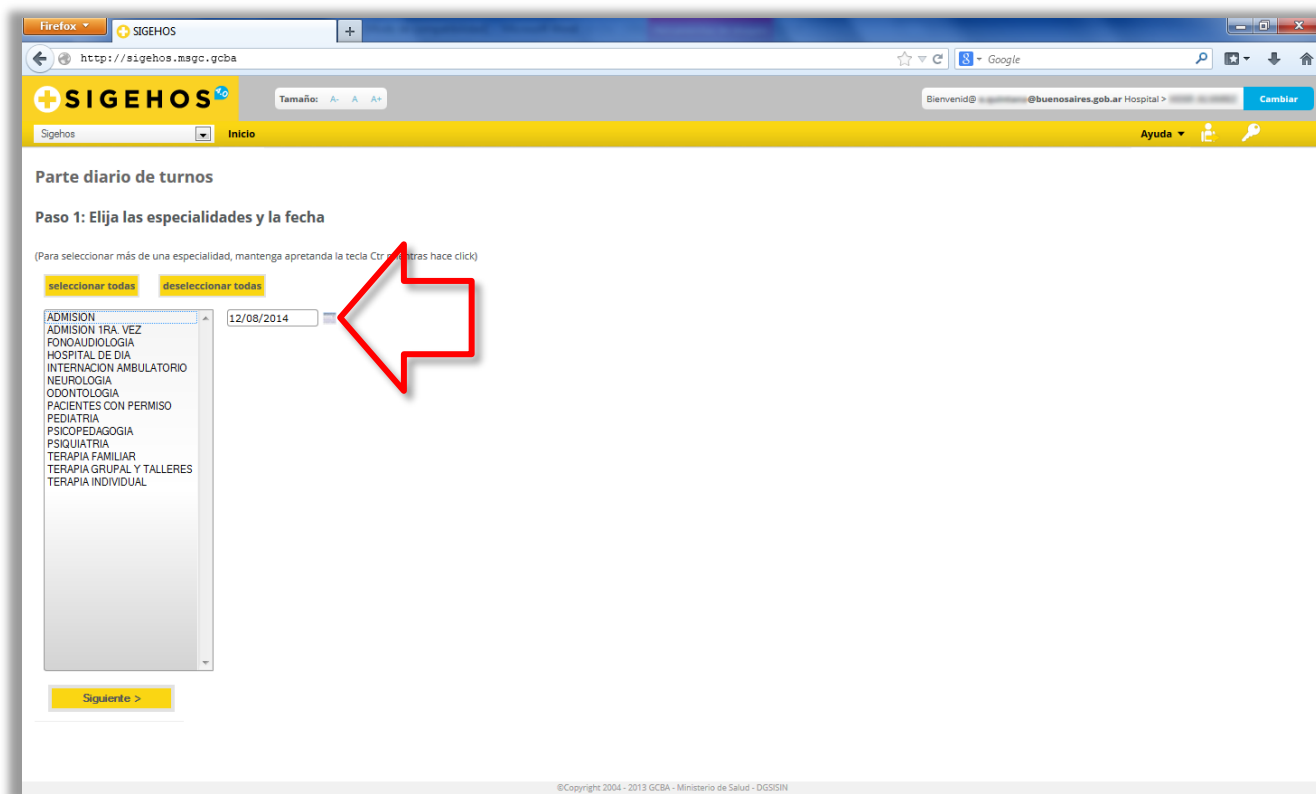 Firefox
SIGEHOS
http://sigehos.msgc.gcba
Google
SIGEHOS
Tamaño: A- A A+
Bienvenid@ @buenosaires.gob.ar Hospital >
Cambiar
Sigehos
Inicio
Ayuda
Parte diario de turnos
Paso 1: Elija las especialidades y la fecha
(Para seleccionar más de una especialidad, mantenga apretanda la tecla Ctr mientras hace click)
seleccionar todas
deseleccionar todas
12/08/2014
ADMISION
ADMISION 1RA. VEZ
FONOAUDIOLOGIA
HOSPITAL DE DIA
INTERNACION AMBULATORIO
NEUROLOGIA
ODONTOLOGIA
PACIENTES CON PERMISO
PEDIATRIA
PSICOPEDAGOGIA
PSIQUIATRIA
TERAPIA FAMILIAR
TERAPIA GRUPAL Y TALLERES
TERAPIA INDIVIDUAL
Siguiente >
©Copyright 2004 - 2013 GCBA - Ministerio de Salud - DGSISIN